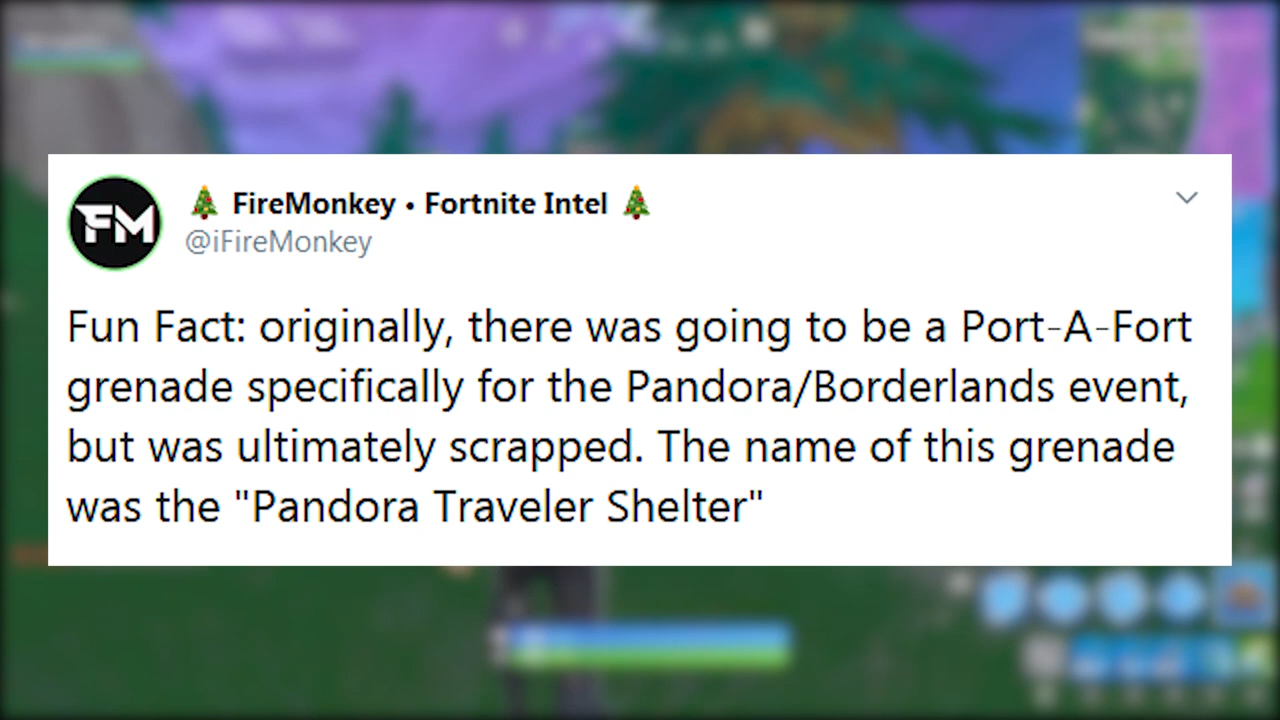 FM
🎄 FireMonkey • Fortnite Intel 🎄
@iFireMonkey
Fun Fact: originally, there was going to be a Port-A-Fort
grenade specifically for the Pandora/Borderlands event,
but was ultimately scrapped. The name of this grenade
was the "Pandora Traveler Shelter"